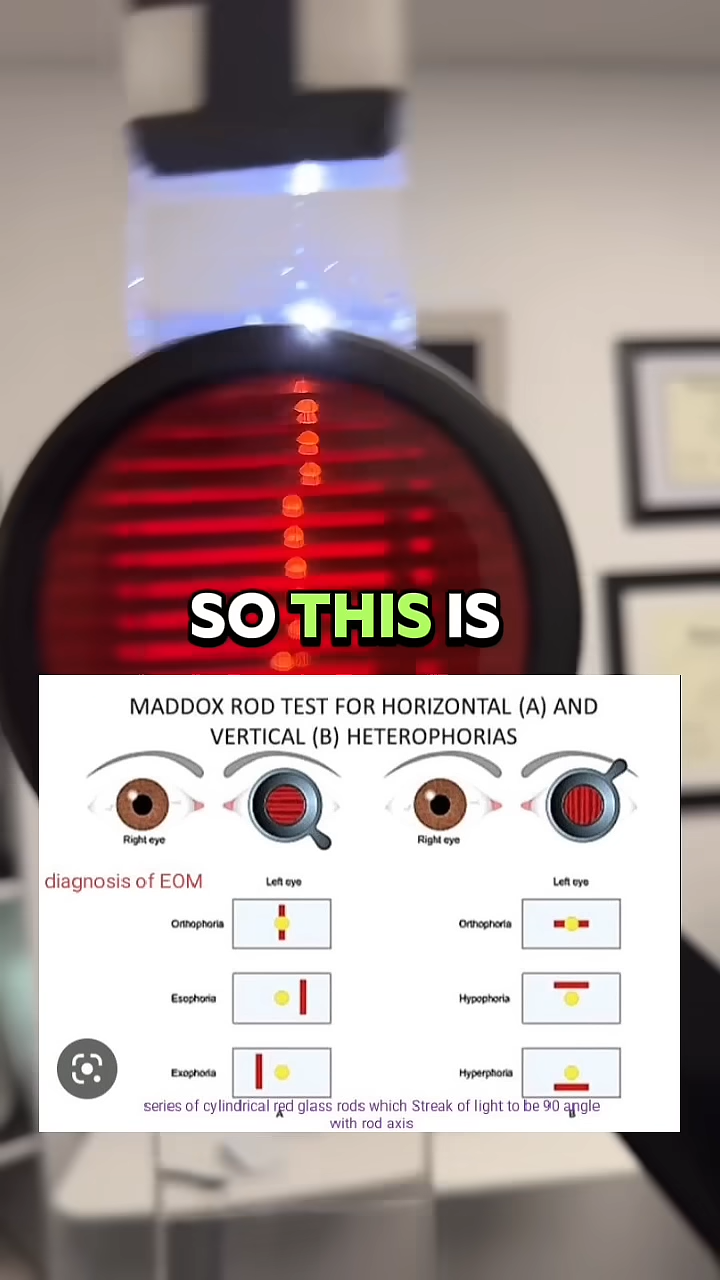 SO THIS IS
MADDOX ROD TEST FOR HORIZONTAL (A) AND
VERTICAL (B) HETEROPHORIAS
Right eye
Right eye
diagnosis of EOM
Left eye
Left eye
Orthophoria
Orthophoria
Esophoria
Hypophoria
Exophoria
Hyperphoria
A
B
series of cylindrical red glass rods which Streak of light to be 90 angle
with rod axis